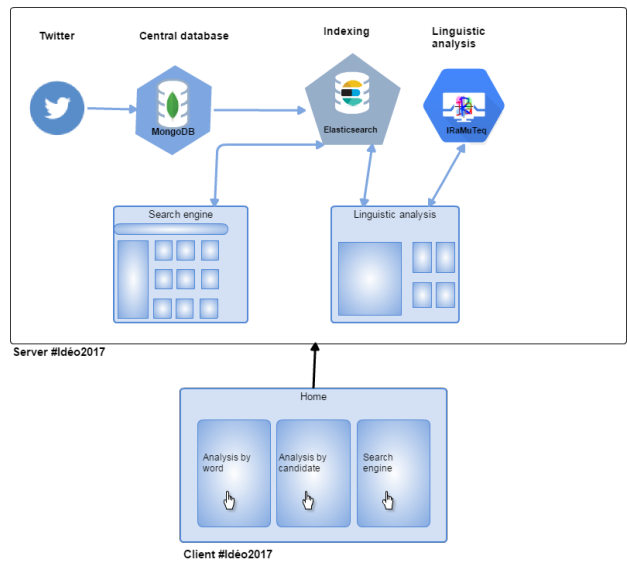 Twitter
Central database
Indexing
Linguistic
analysis
MongoDB
Elasticsearch
IRaMuTeq
Search engine
Linguistic analysis
Server #Idéo2017
Home
Analysis by
word
Analysis by
candidate
Search
engine
Client #Idéo2017